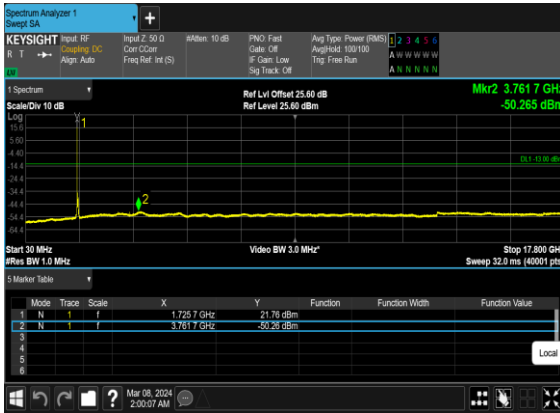 Spectrum Analyzer 1
Swept SA
KEYSIGHT Input: RF Input Z: 50 Ω #Atten: 10 dB PNO: Fast Avg Type: Power (RMS) 1 2 3 4 5 6
R T Coupling: DC Corr CCorr Gate: Off Avg|Hold: 100/100 A W W W W W
Align: Auto Freq Ref: Int (S) IF Gain: Low Trig: Free Run
Sig Track: Off A N N N N N
1 Spectrum Ref Lvl Offset 25.60 dB Mkr2 3.761 7 GHz
Scale/Div 10 dB Ref Level 25.60 dBm -50.265 dBm
Log
15.6
5.60
-4.40
DL1 -13.00 dBm
-14.4
-24.4
-34.4
-44.4
-54.4
-64.4
1
2
Start 30 MHz Video BW 3.0 MHz* Stop 17.800 GH
#Res BW 1.0 MHz Sweep 32.0 ms (40001 pts
5 Marker Table
Mode Trace Scale X Y Function Function Width Function Value
1 N 1 f 1.725 7 GHz 21.76 dBm
2 N 1 f 3.761 7 GHz -50.26 dBm
3
4
5
6
Local
?
Mar 08, 2024
2:00:07 AM